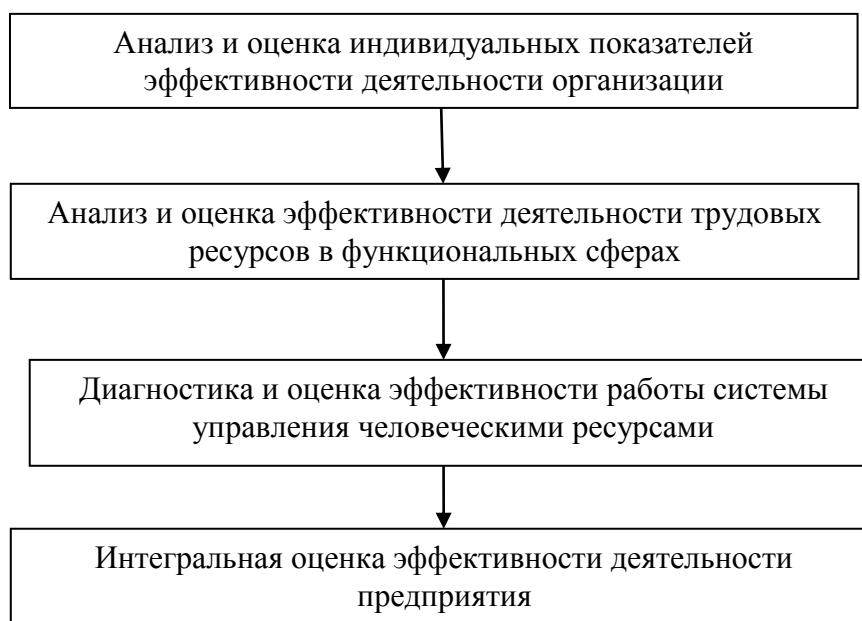 Анализ и оценка индивидуальных показателей
эффективности деятельности организации
Анализ и оценка эффективности деятельности трудовых
ресурсов в функциональных сферах
Диагностика и оценка эффективности работы системы
управления человеческими ресурсами
Интегральная оценка эффективности деятельности
предприятия